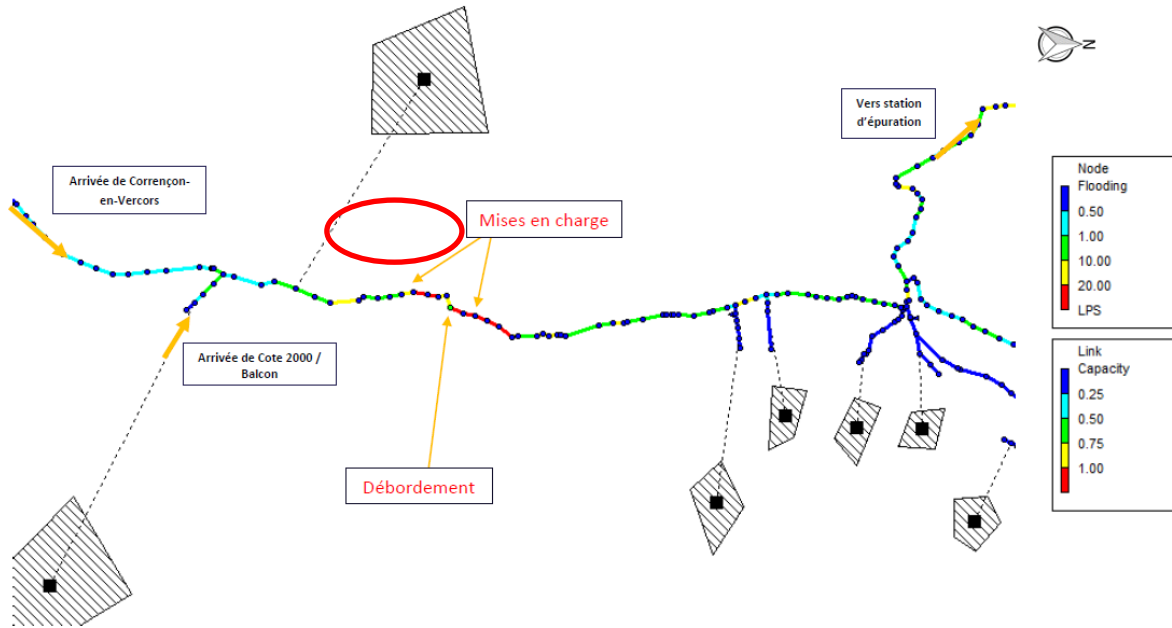 N
Vers station
d'épuration
Arrivée de Corrençon-
en-Vercors
Mises en charge
Arrivée de Cote 2000 /
Balcon
Débordement
Node
Flooding
0.50
1.00
10.00
20.00
LPS
Link
Capacity
0.25
0.50
0.75
1.00